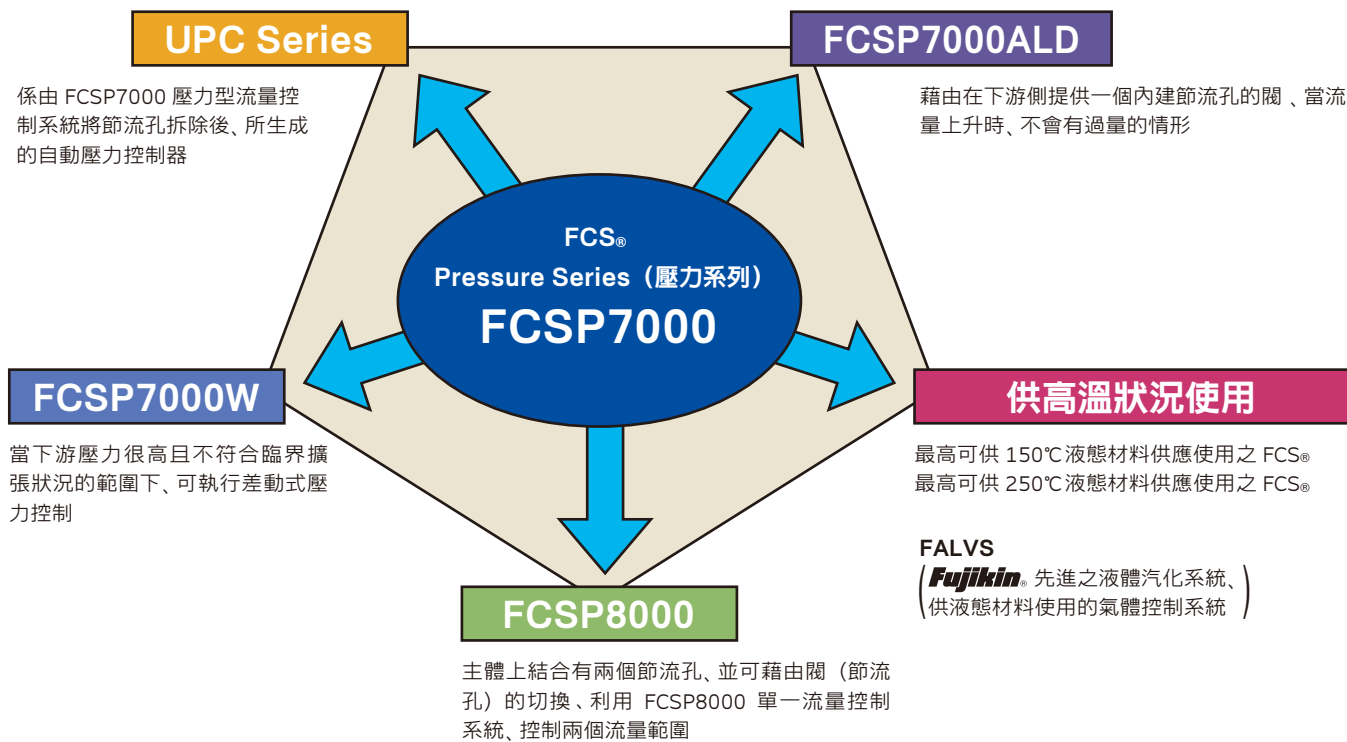 UPC Series
係由 FCSP7000 壓力型流量控
制系統將節流孔拆除後、所生成
的自動壓力控制器
FCSP7000ALD
藉由在下游側提供一個內建節流孔的閥、當流
量上升時、不會有過量的情形
FCS®
Pressure Series（壓力系列）
FCSP7000
FCSP7000W
當下游壓力很高且不符合臨界擴
張狀況的範圍下、可執行差動式壓
力控制
供高溫狀況使用
最高可供 150℃液態材料供應使用之 FCS®
最高可供 250℃液態材料供應使用之 FCS®
FALVS
(Fujikin® 先進之液體汽化系統、
供液態材料使用的氣體控制系統)
FCSP8000
主體上結合有兩個節流孔、並可藉由閥（節流
孔）的切換、利用 FCSP8000 單一流量控制
系統、控制兩個流量範圍